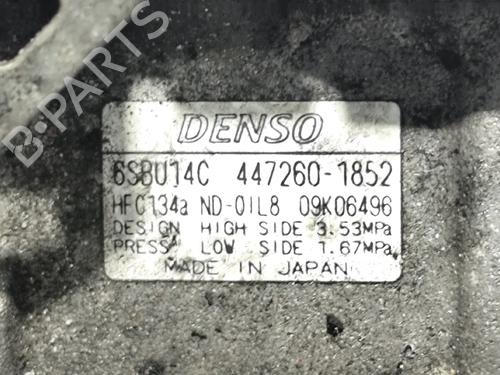 B-PARTS
DENSO
6SBU14C 447260-1852
HFC134a ND-OIL8 09K06496
DESIGN HIGH SIDE 3.53MPa
PRESS LOW SIDE 1.67MPa
MADE IN JAPAN